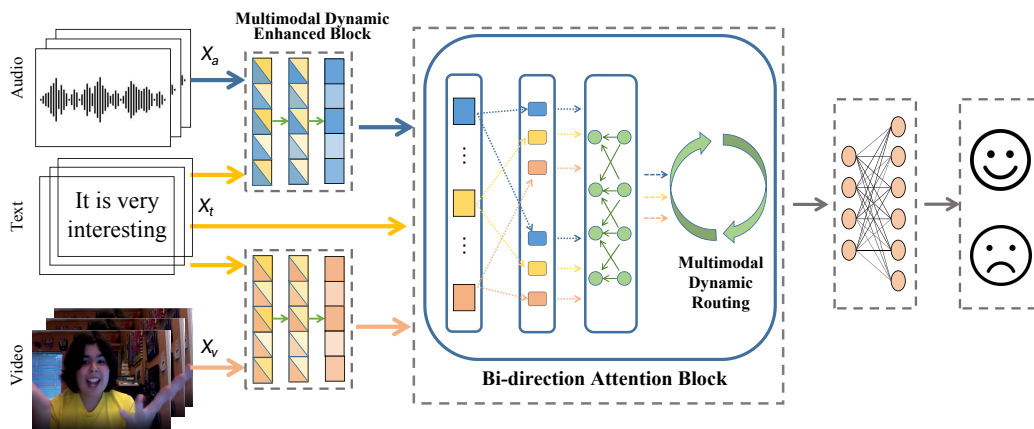 Audio
X_a
Multimodal Dynamic
Enhanced Block
Text
It is very
interesting
X_t
Video
X_v
Multimodal
Dynamic
Routing
Bi-direction Attention Block